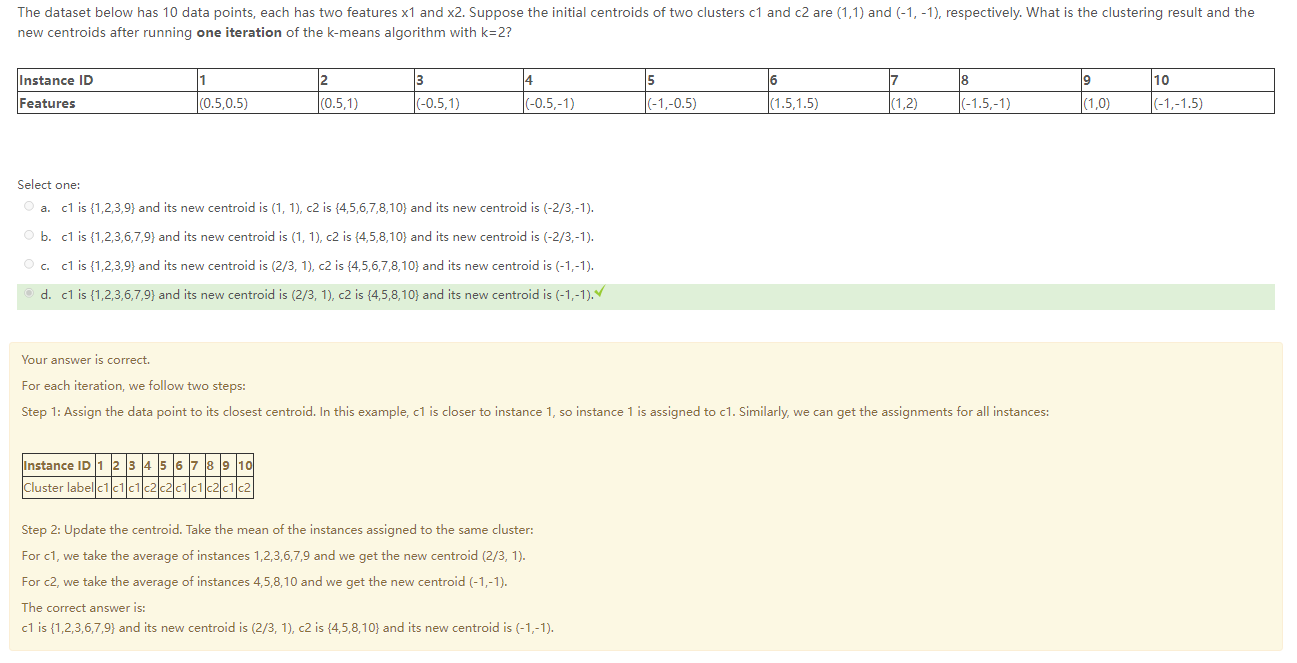 The dataset below has 10 data points, each has two features x1 and x2. Suppose the initial centroids of two clusters c1 and c2 are (1,1) and (-1, -1), respectively. What is the clustering result and the
new centroids after running one iteration of the k-means algorithm with k=2?
Instance ID 1 2 3 4 5 6 7 8 9 10
Features (0.5,0.5) (0.5,1) (-0.5,1) (-0.5,-1) (-1,-0.5) (1.5,1.5) (1,2) (-1.5,-1) (1,0) (-1,-1.5)
Select one:
a. c1 is {1,2,3,9} and its new centroid is (1, 1), c2 is {4,5,6,7,8,10} and its new centroid is (-2/3,-1).
b. c1 is {1,2,3,6,7,9} and its new centroid is (1, 1), c2 is {4,5,8,10} and its new centroid is (-2/3,-1).
c. c1 is {1,2,3,9} and its new centroid is (2/3, 1), c2 is {4,5,6,7,8,10} and its new centroid is (-1,-1).
d. c1 is {1,2,3,6,7,9} and its new centroid is (2/3, 1), c2 is {4,5,8,10} and its new centroid is (-1,-1).
Your answer is correct.
For each iteration, we follow two steps:
Step 1: Assign the data point to its closest centroid. In this example, c1 is closer to instance 1, so instance 1 is assigned to c1. Similarly, we can get the assignments for all instances:
Instance ID 1 2 3 4 5 6 7 8 9 10
Cluster label c1 c1 c1 c2 c2 c1 c1 c2 c1 c2
Step 2: Update the centroid. Take the mean of the instances assigned to the same cluster:
For c1, we take the average of instances 1,2,3,6,7,9 and we get the new centroid (2/3, 1).
For c2, we take the average of instances 4,5,8,10 and we get the new centroid (-1,-1).
The correct answer is:
c1 is {1,2,3,6,7,9} and its new centroid is (2/3, 1), c2 is {4,5,8,10} and its new centroid is (-1,-1).